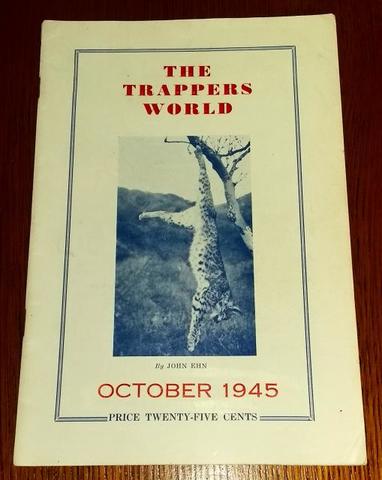 THE
TRAPPERS
WORLD
By JOHN EHN
OCTOBER 1945
PRICE TWENTY-FIVE CENTS